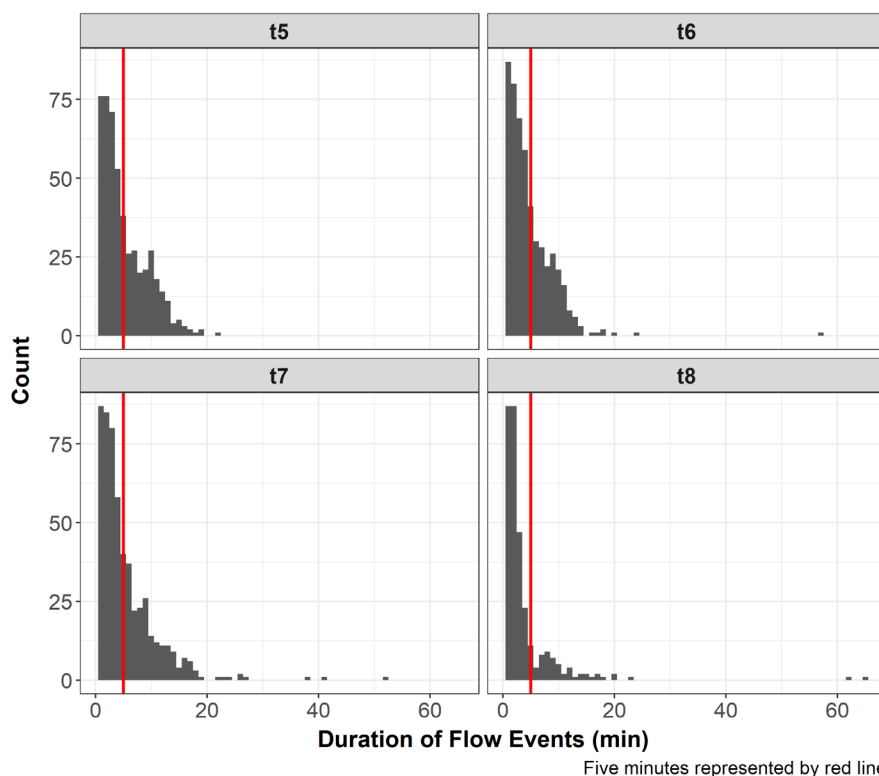 t5
t6
75
50
25
0
t7
t8
75
50
25
0
0 20 40 60
0 20 40 60
Count
Duration of Flow Events (min)
Five minutes represented by red line